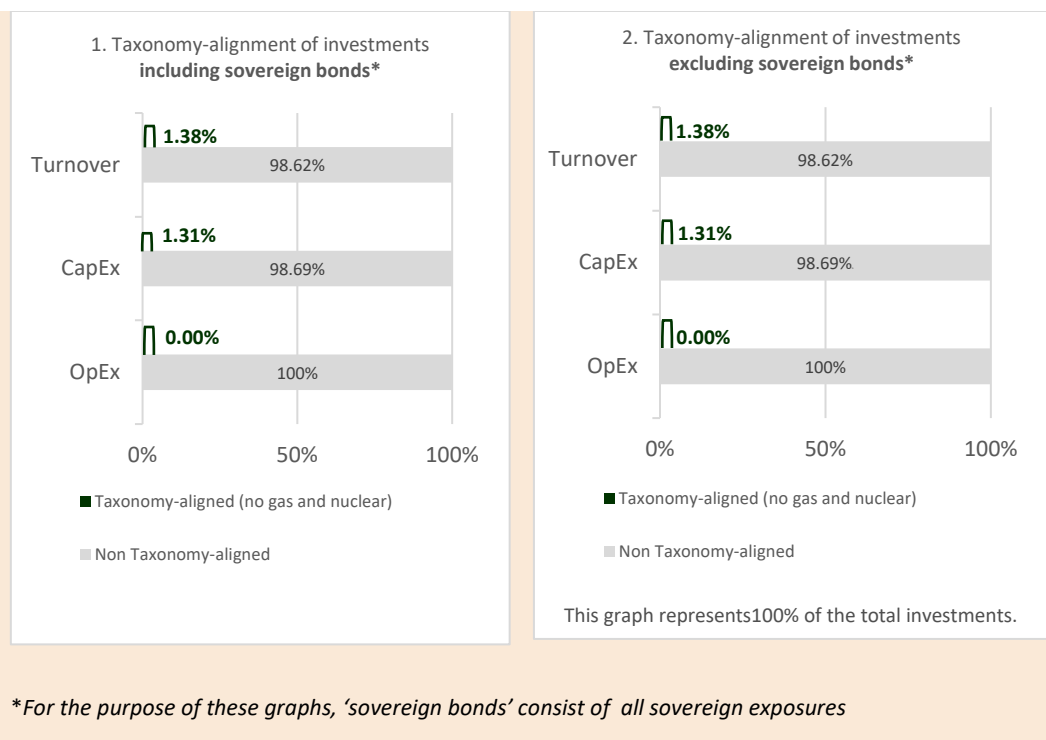 1. Taxonomy-alignment of investments
including sovereign bonds*
Turnover
1.38%
98.62%
CapEx
1.31%
98.69%
OpEx
0.00%
100%
0%
50%
100%
Taxonomy-aligned (no gas and nuclear)
Non Taxonomy-aligned
2. Taxonomy-alignment of investments
excluding sovereign bonds*
Turnover
1.38%
98.62%
CapEx
1.31%
98.69%
OpEx
0.00%
100%
0%
50%
100%
Taxonomy-aligned (no gas and nuclear)
Non Taxonomy-aligned
This graph represents100% of the total investments.
*For the purpose of these graphs, ‘sovereign bonds’ consist of all sovereign exposures